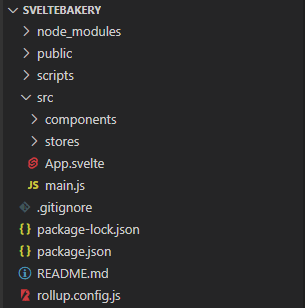 SVELTEBAKERY
node_modules
public
scripts
src
components
stores
App.svelte
JS main.js
.gitignore
{} package-lock.json
{} package.json
README.md
rollup.config.js